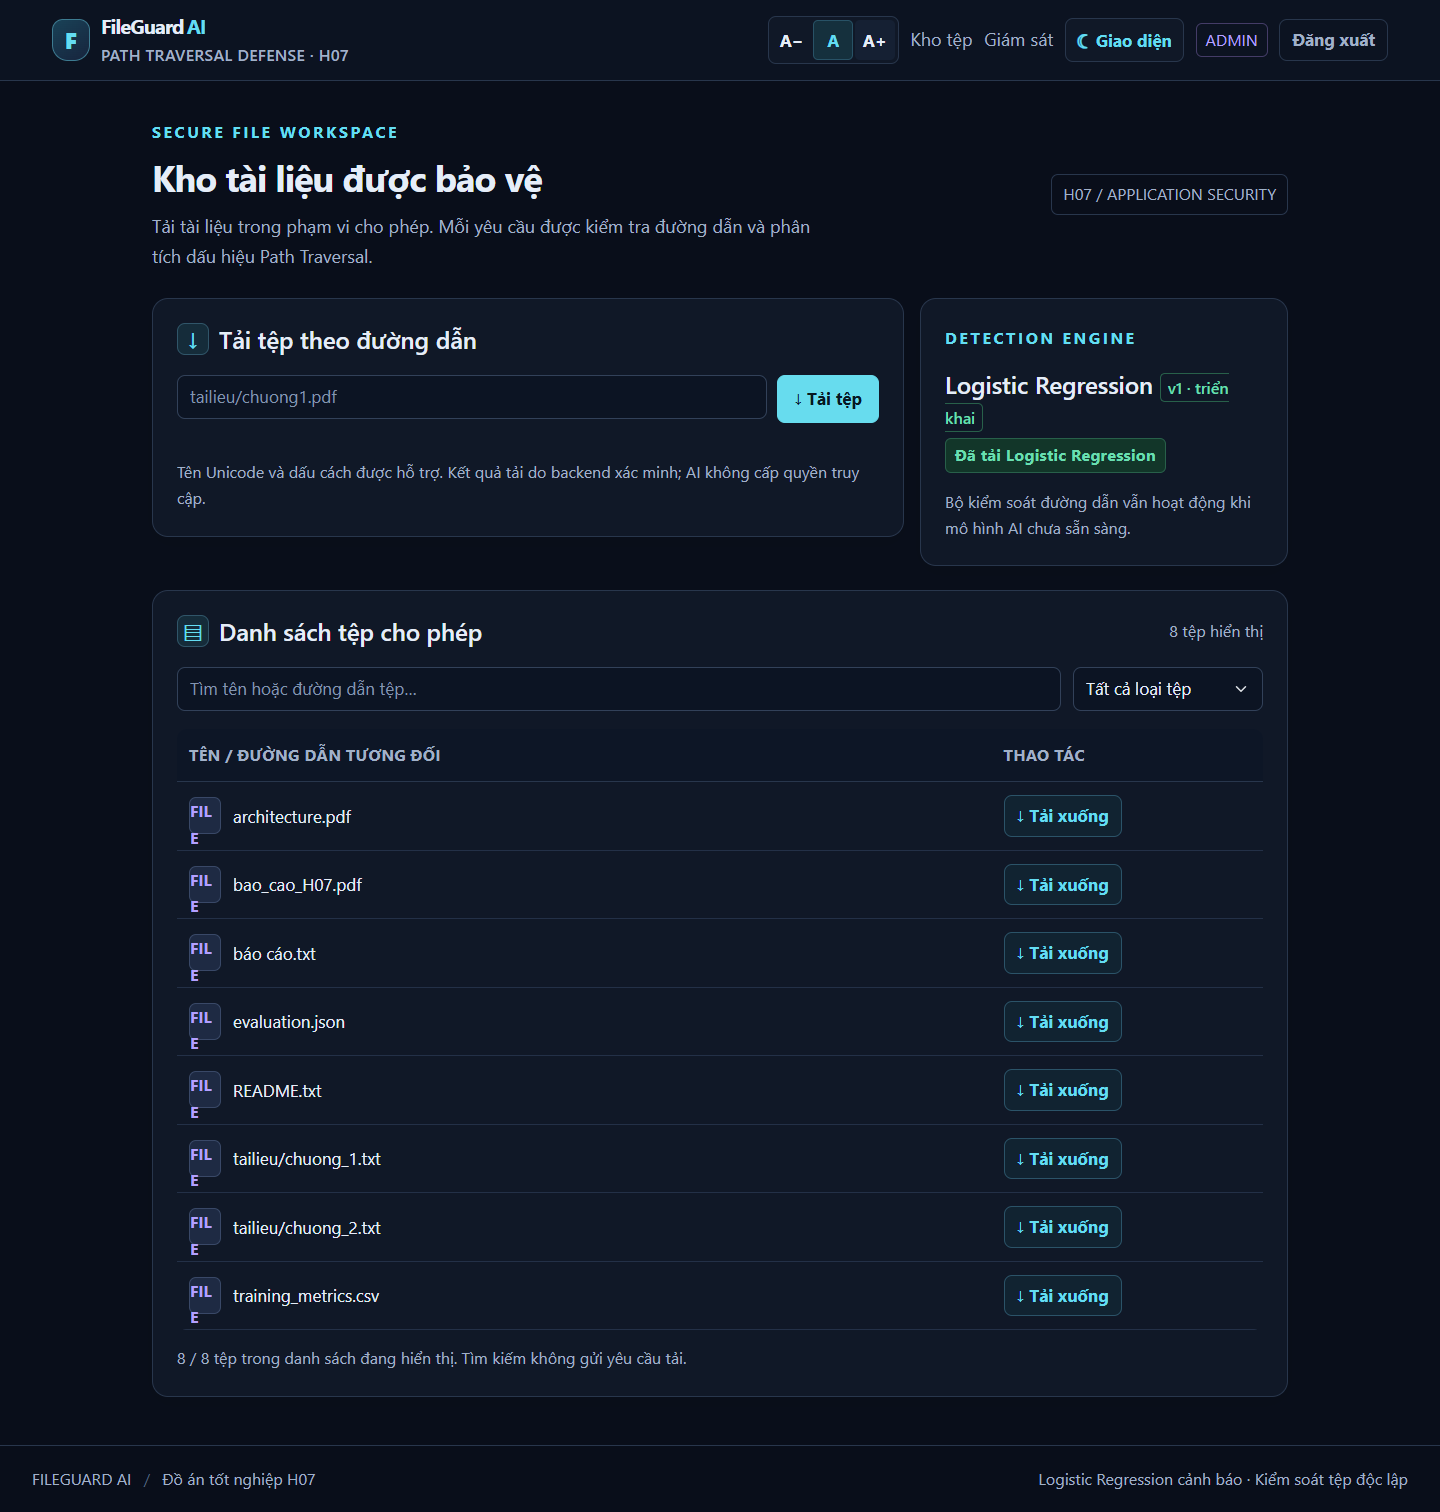 F
FileGuard AI
PATH TRAVERSAL DEFENSE · H07
A−
A
A+
Kho tệp
Giám sát
☾ Giao diện
ADMIN
Đăng xuất
SECURE FILE WORKSPACE
Kho tài liệu được bảo vệ
Tải tài liệu trong phạm vi cho phép. Mỗi yêu cầu được kiểm tra đường dẫn và phân
tích dấu hiệu Path Traversal.
H07 / APPLICATION SECURITY
↓ Tải tệp theo đường dẫn
tailieu/chuong1.pdf
↓ Tải tệp
Tên Unicode và dấu cách được hỗ trợ. Kết quả tải do backend xác minh; AI không cấp quyền truy
cập.
DETECTION ENGINE
Logistic Regression v1 · triển
khai
Đã tải Logistic Regression
Bộ kiểm soát đường dẫn vẫn hoạt động khi
mô hình AI chưa sẵn sàng.
▤ Danh sách tệp cho phép
8 tệp hiển thị
Tìm tên hoặc đường dẫn tệp...
Tất cả loại tệp
TÊN / ĐƯỜNG DẪN TƯƠNG ĐỐI
THAO TÁC
FIL
E
architecture.pdf
↓ Tải xuống
FIL
E
bao_cao_H07.pdf
↓ Tải xuống
FIL
E
báo cáo.txt
↓ Tải xuống
FIL
E
evaluation.json
↓ Tải xuống
FIL
E
README.txt
↓ Tải xuống
FIL
E
tailieu/chuong_1.txt
↓ Tải xuống
FIL
E
tailieu/chuong_2.txt
↓ Tải xuống
FIL
E
training_metrics.csv
↓ Tải xuống
8 / 8 tệp trong danh sách đang hiển thị. Tìm kiếm không gửi yêu cầu tải.
FILEGUARD AI / Đồ án tốt nghiệp H07
Logistic Regression cảnh báo · Kiểm soát tệp độc lập